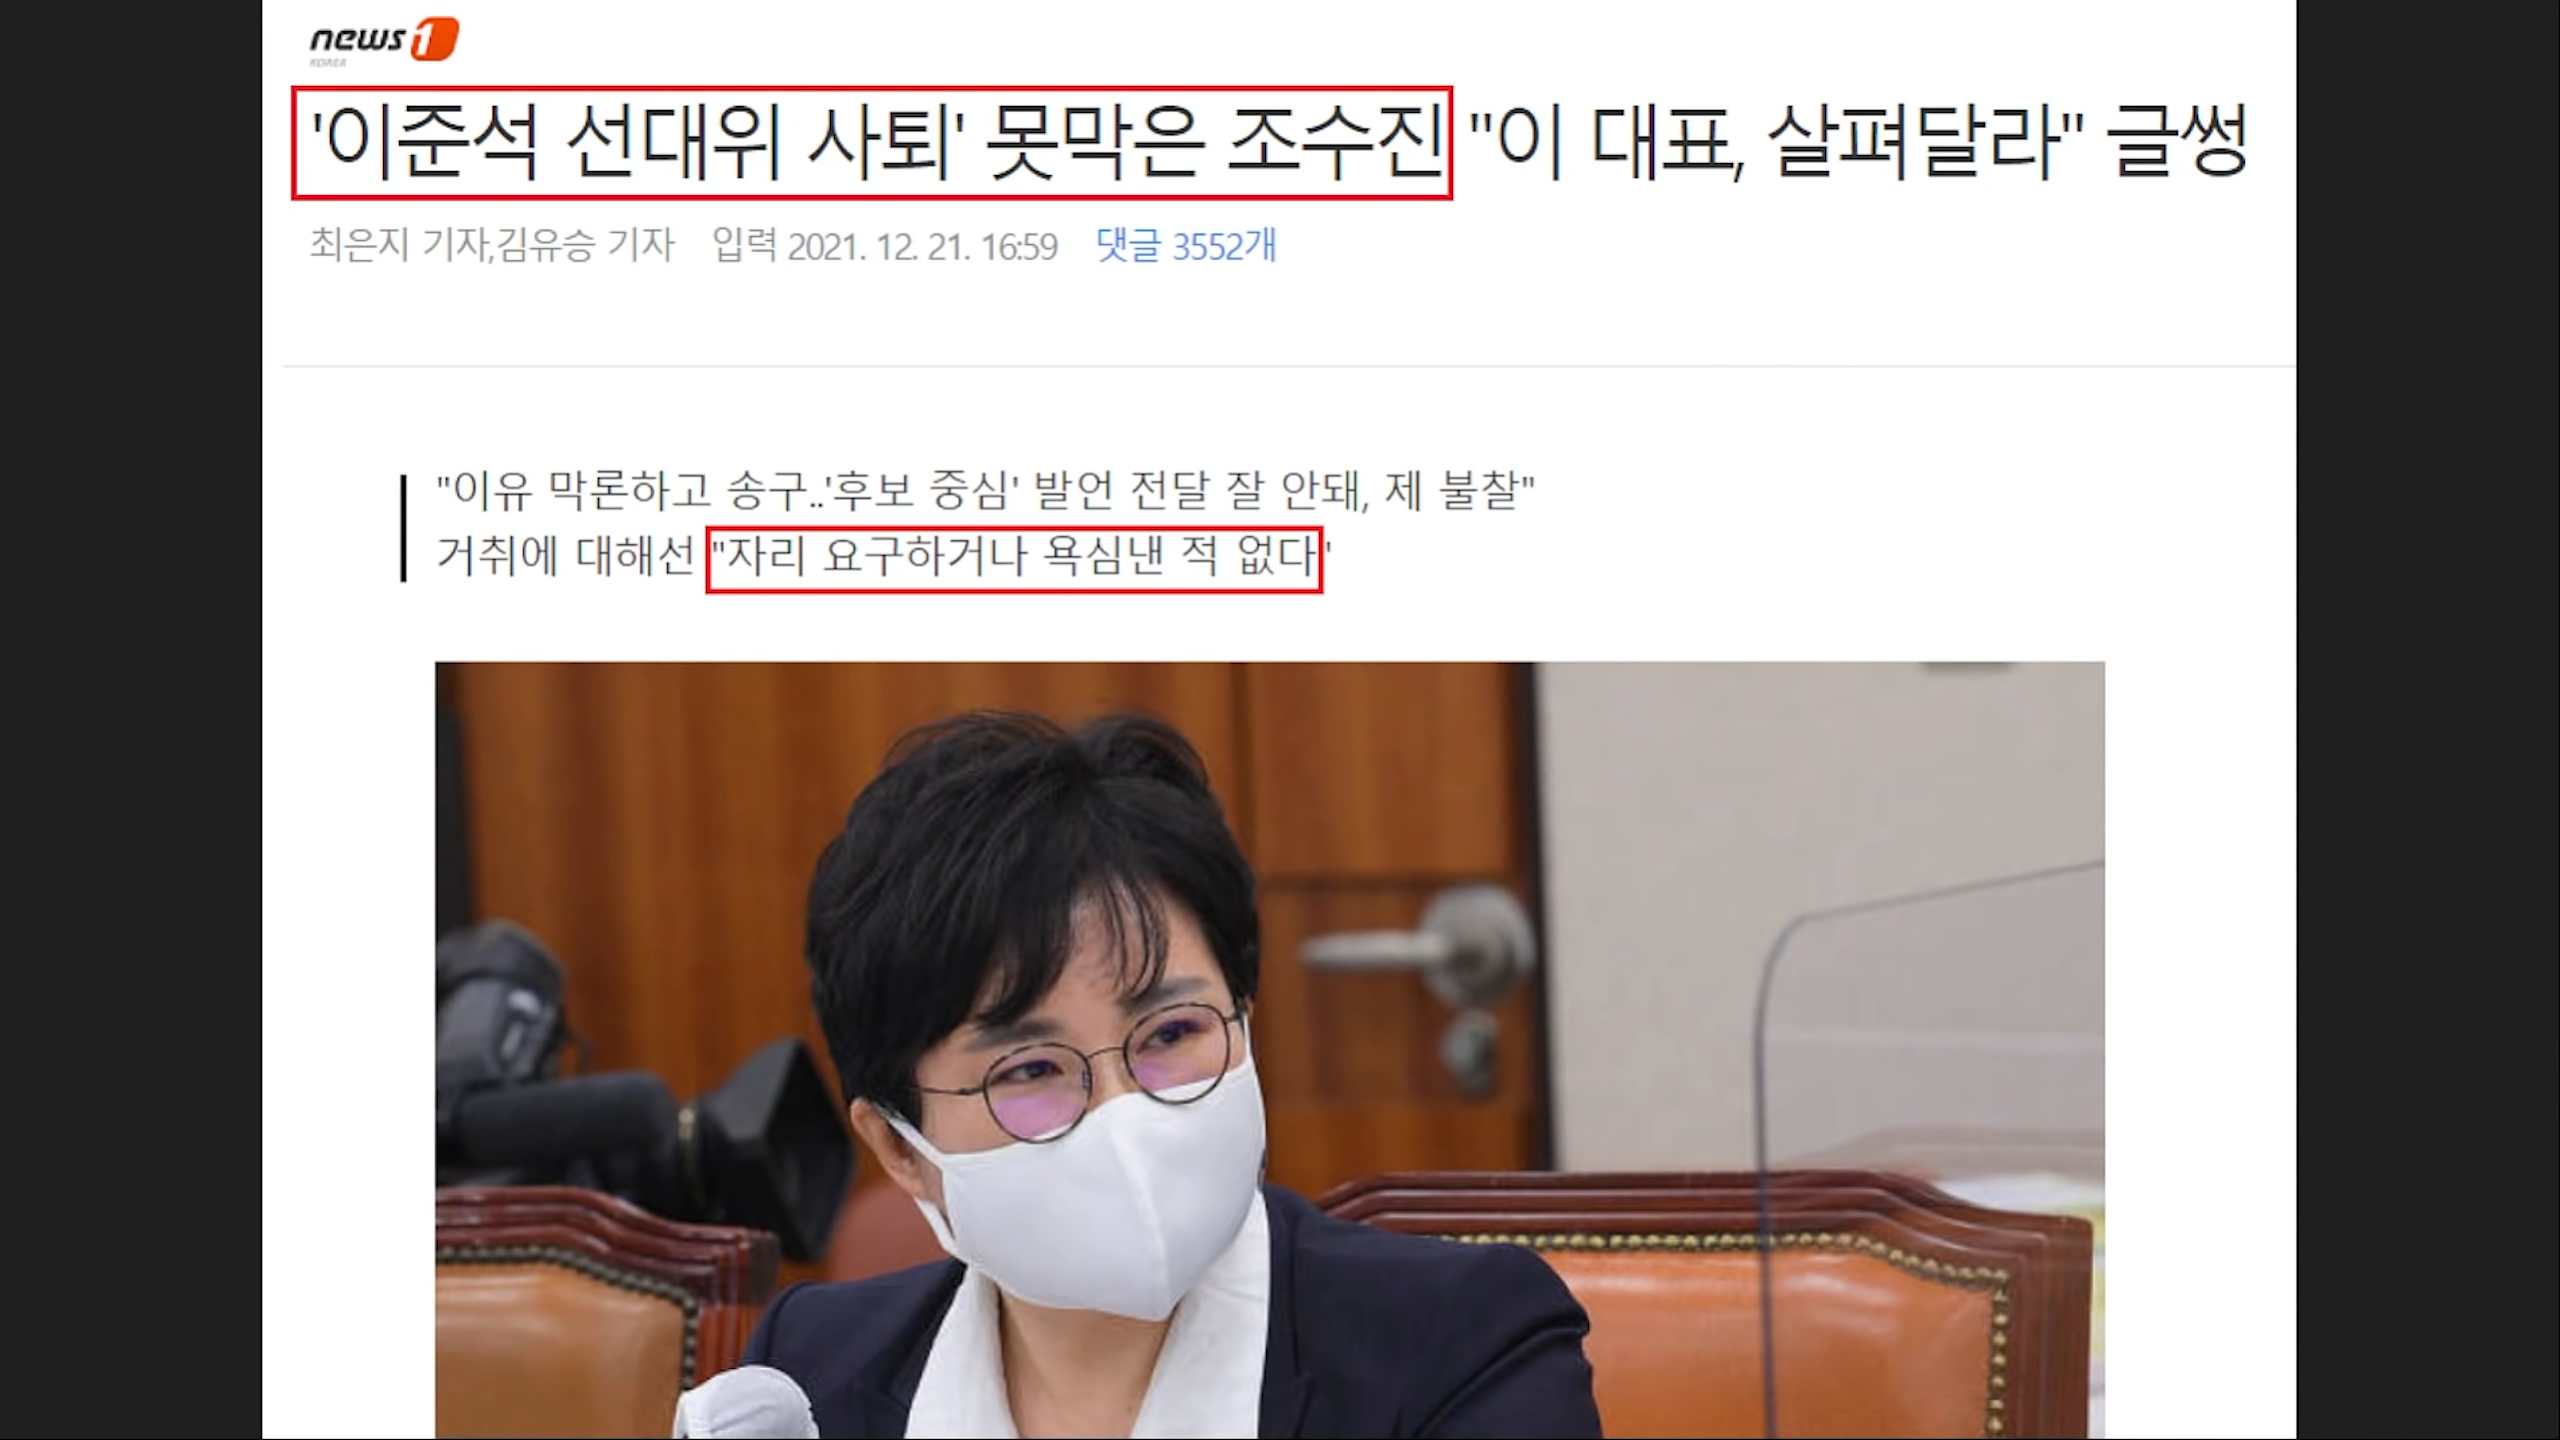 news1
KOREA
'이준석 선대위 사퇴' 못막은 조수진 "이 대표, 살펴달라" 글썽
최은지 기자,김유승 기자 입력 2021. 12. 21. 16:59 댓글 3552개
"이유 막론하고 송구..'후보 중심' 발언 전달 잘 안돼, 제 불찰"
거취에 대해선 "자리 요구하거나 욕심낸 적 없다"